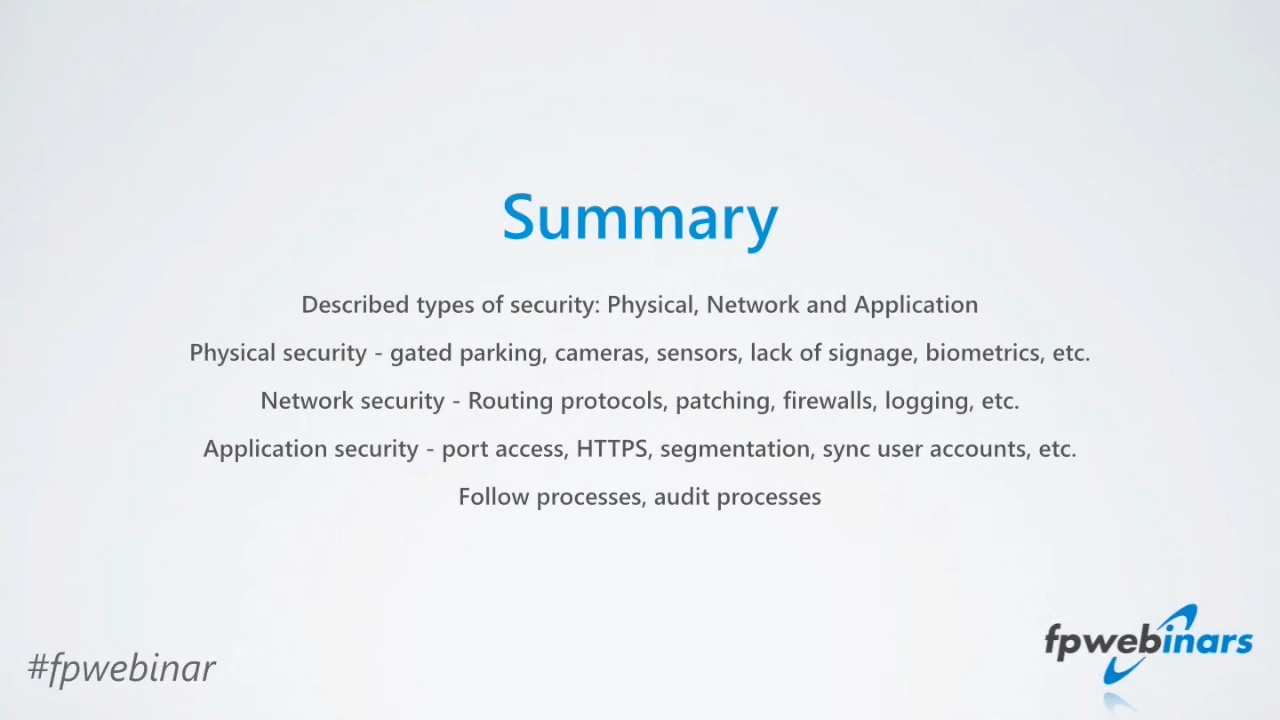 Summary
Described types of security: Physical, Network and Application
Physical security - gated parking, cameras, sensors, lack of signage, biometrics, etc.
Network security - Routing protocols, patching, firewalls, logging, etc.
Application security - port access, HTTPS, segmentation, sync user accounts, etc.
Follow processes, audit processes
#fpwebinar
fpwebinars